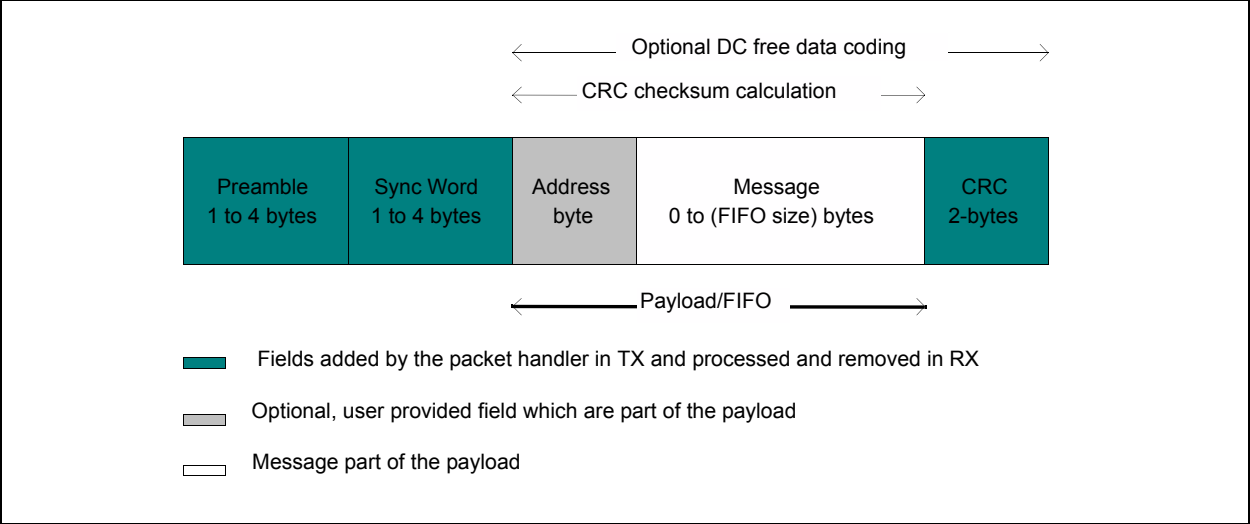 Optional DC free data coding
CRC checksum calculation
Preamble
1 to 4 bytes
Sync Word
1 to 4 bytes
Address
byte
Message
0 to (FIFO size) bytes
CRC
2-bytes
Payload/FIFO
Fields added by the packet handler in TX and processed and removed in RX
Optional, user provided field which are part of the payload
Message part of the payload